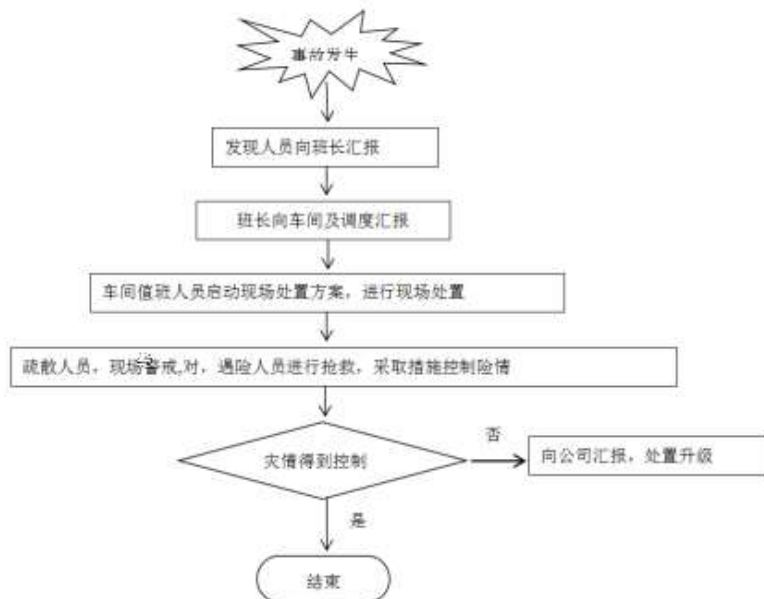 事故发生
发现人员向班长汇报
班长向车间及调度汇报
车间值班人员启动现场处置方案，进行现场处置
疏散人员，现场警戒,对，遇险人员进行抢救，采取措施控制险情
灾情得到控制
否
向公司汇报，处置升级
是
结束